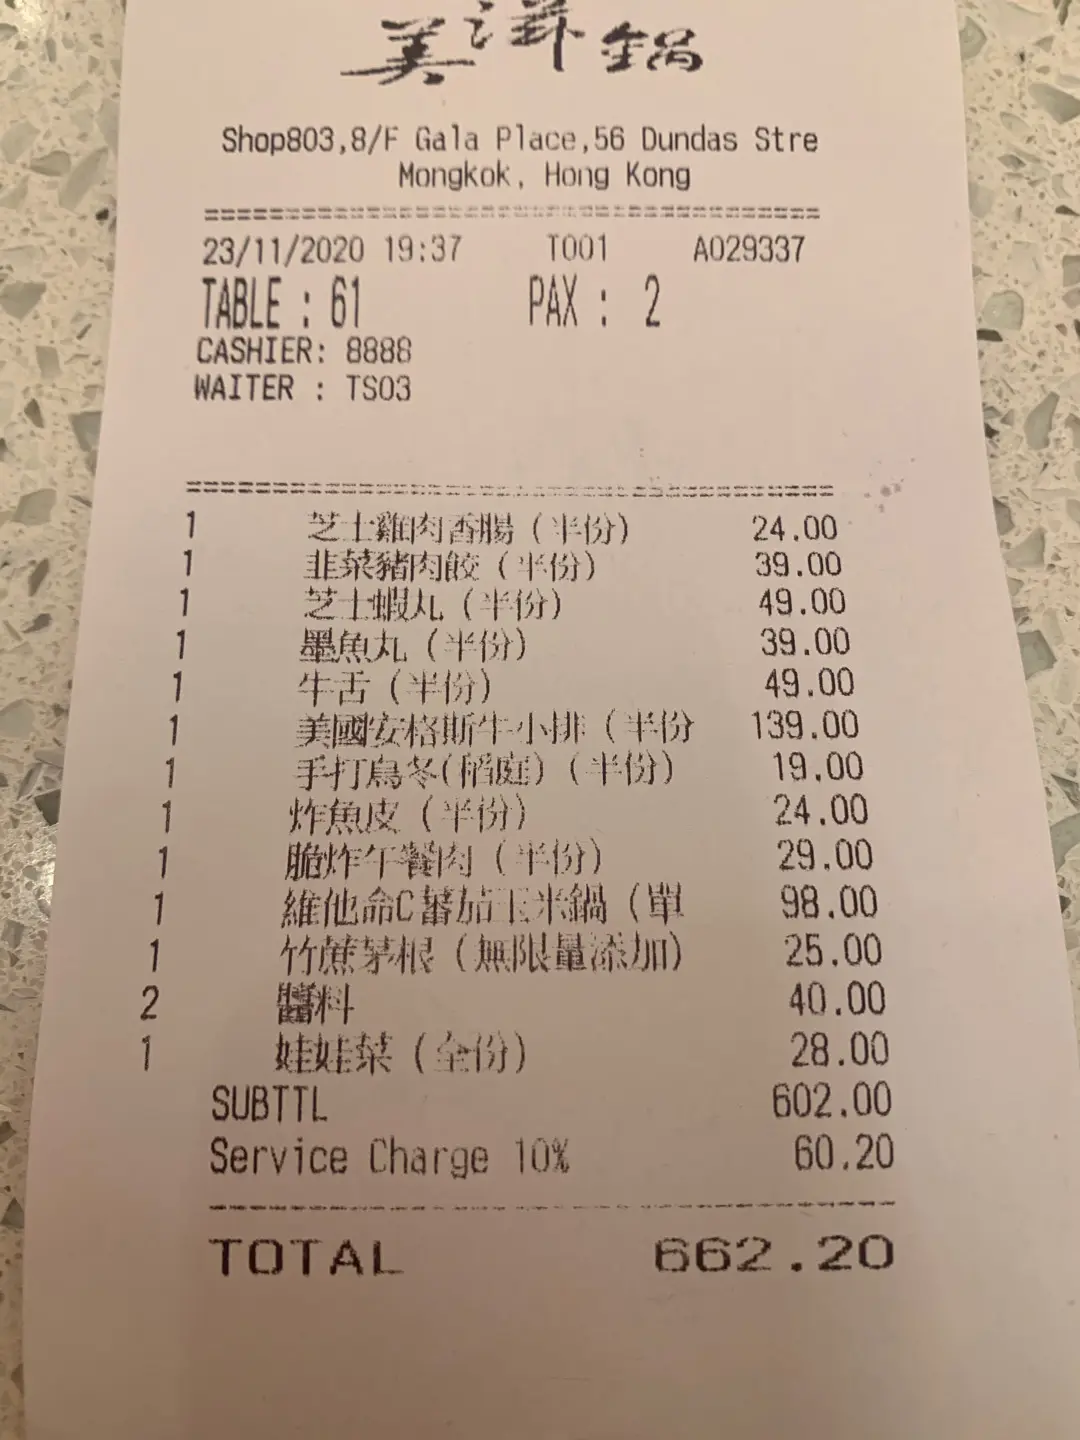 美洋鍋
Shop803,8/F Gala Place,56 Dundas Stre
Mongkok, Hong Kong
23/11/2020 19:37 T001 A029337
TABLE : 61 PAX : 2
CASHIER: 8888
WAITER : TS03
1 芝士雞肉香腸(半份) 24.00
1 韭菜豬肉餃(半份) 39.00
1 芝士蝦丸(半份) 49.00
1 墨魚丸(半份) 39.00
1 牛舌(半份) 49.00
1 美國安格斯牛小排(半份 139.00
1 手打烏冬(稻庭)(半份) 19.00
1 炸魚皮(半份) 24.00
1 脆炸午餐肉(半份) 29.00
1 維他命C蕃茄玉米鍋(單 98.00
1 竹蔗茅根(無限量添加) 25.00
2 醬料 40.00
1 娃娃菜(全份) 28.00
SUBTTL 602.00
Service Charge 10% 60.20
TOTAL 662.20